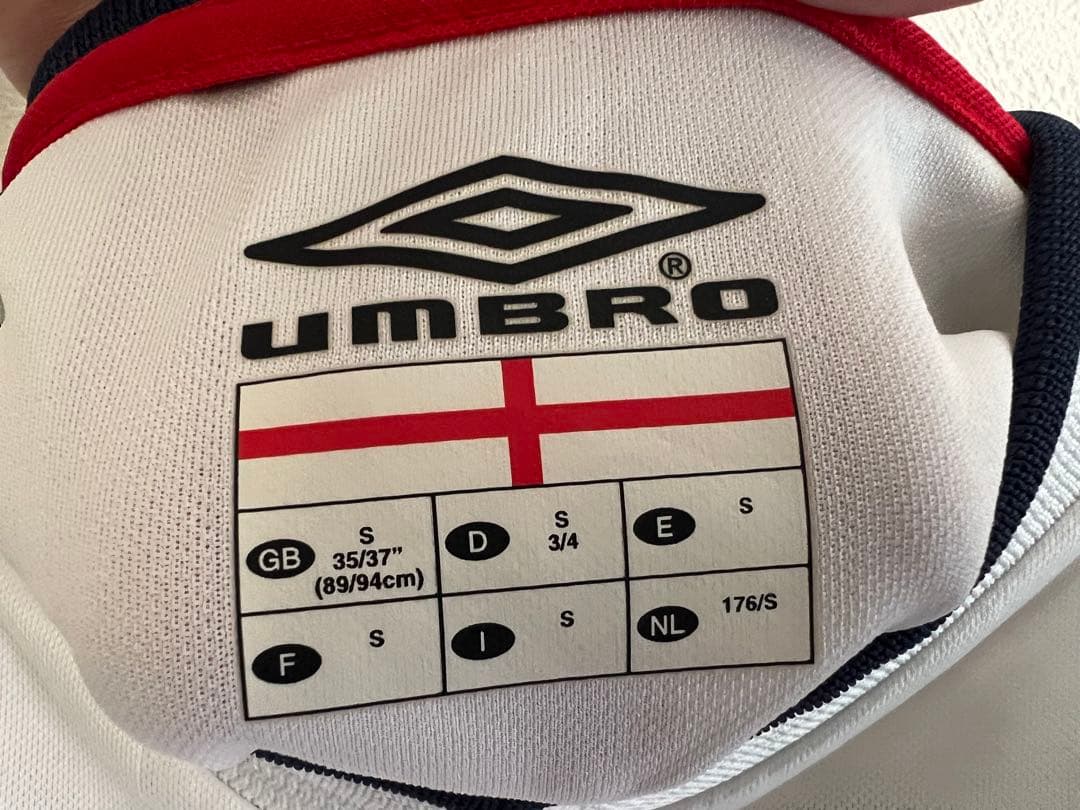 UMBRO®
GB S
35/37”
(89/94cm)
D S
3/4
E S
F S
I S
NL 176/S